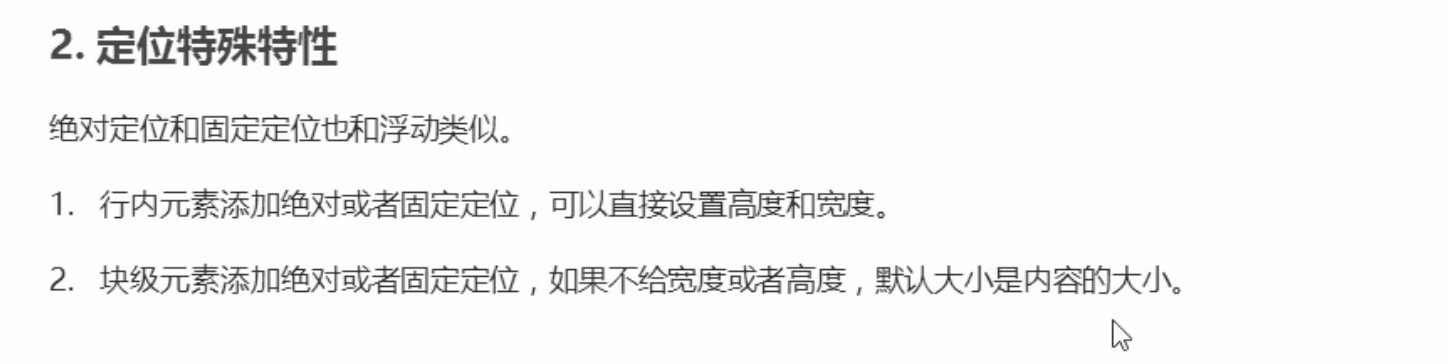 2. 定位特殊特性
绝对定位和固定定位也和浮动类似。
1. 行内元素添加绝对或者固定定位，可以直接设置高度和宽度。
2. 块级元素添加绝对或者固定定位，如果不给宽度或者高度，默认大小是内容的大小。